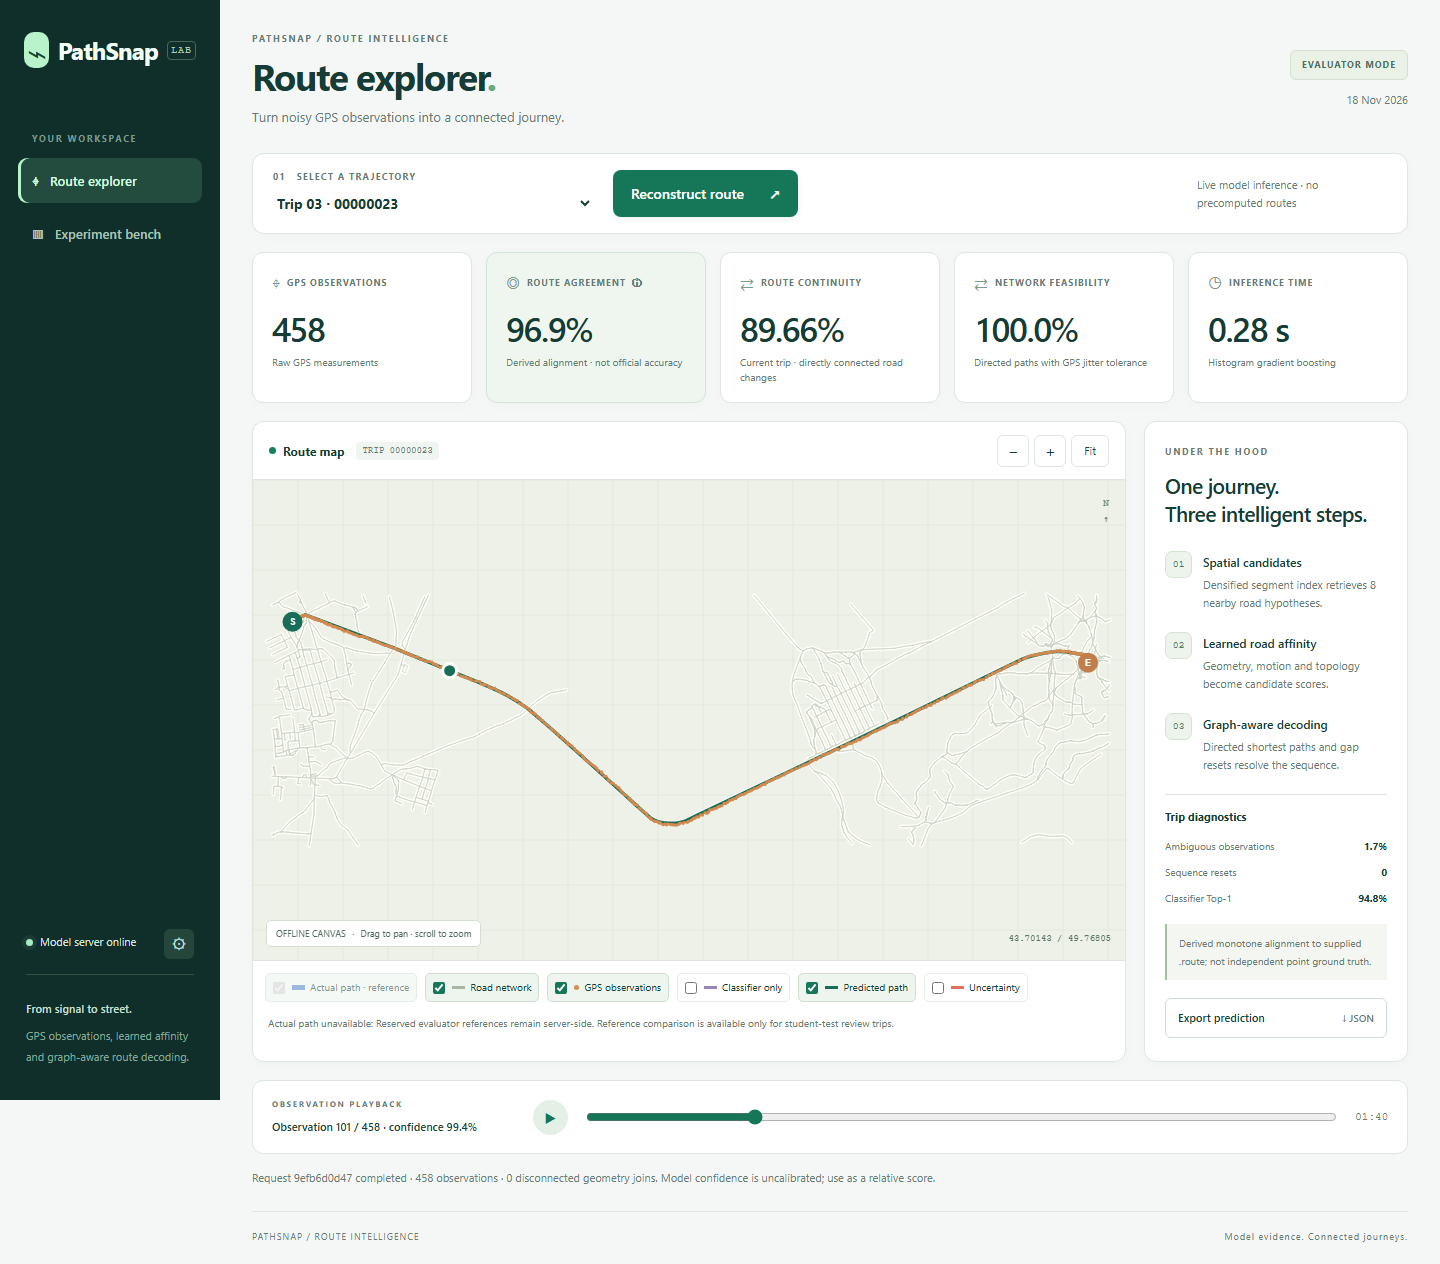 PathSnap LAB
YOUR WORKSPACE
Route explorer
Experiment bench
Model server online
From signal to street.
GPS observations, learned affinity
and graph-aware route decoding.
PATHSNAP / ROUTE INTELLIGENCE
Route explorer.
Turn noisy GPS observations into a connected journey.
EVALUATOR MODE
18 Nov 2026
01 SELECT A TRAJECTORY
Trip 03 · 00000023
Reconstruct route ↗
Live model inference · no
precomputed routes
GPS OBSERVATIONS
458
Raw GPS measurements
ROUTE AGREEMENT
96.9%
Derived alignment · not official accuracy
ROUTE CONTINUITY
89.66%
Current trip · directly connected road
changes
NETWORK FEASIBILITY
100.0%
Directed paths with GPS jitter tolerance
INFERENCE TIME
0.28 s
Histogram gradient boosting
Route map TRIP 00000023
− + Fit
N
↑
S
E
OFFLINE CANVAS · Drag to pan · scroll to zoom
43.70143 / 49.76805
Actual path · reference
Road network
GPS observations
Classifier only
Predicted path
Uncertainty
Actual path unavailable: Reserved evaluator references remain server-side. Reference comparison is available only for student-test review trips.
UNDER THE HOOD
One journey.
Three intelligent steps.
01 Spatial candidates
Densified segment index retrieves 8
nearby road hypotheses.
02 Learned road affinity
Geometry, motion and topology
become candidate scores.
03 Graph-aware decoding
Directed shortest paths and gap
resets resolve the sequence.
Trip diagnostics
Ambiguous observations 1.7%
Sequence resets 0
Classifier Top-1 94.8%
Derived monotone alignment to supplied
.route; not independent point ground truth.
Export prediction ↓ JSON
OBSERVATION PLAYBACK
Observation 101 / 458 · confidence 99.4%
01:40
Request 9efb6d0d47 completed · 458 observations · 0 disconnected geometry joins. Model confidence is uncalibrated; use as a relative score.
PATHSNAP / ROUTE INTELLIGENCE
Model evidence. Connected journeys.